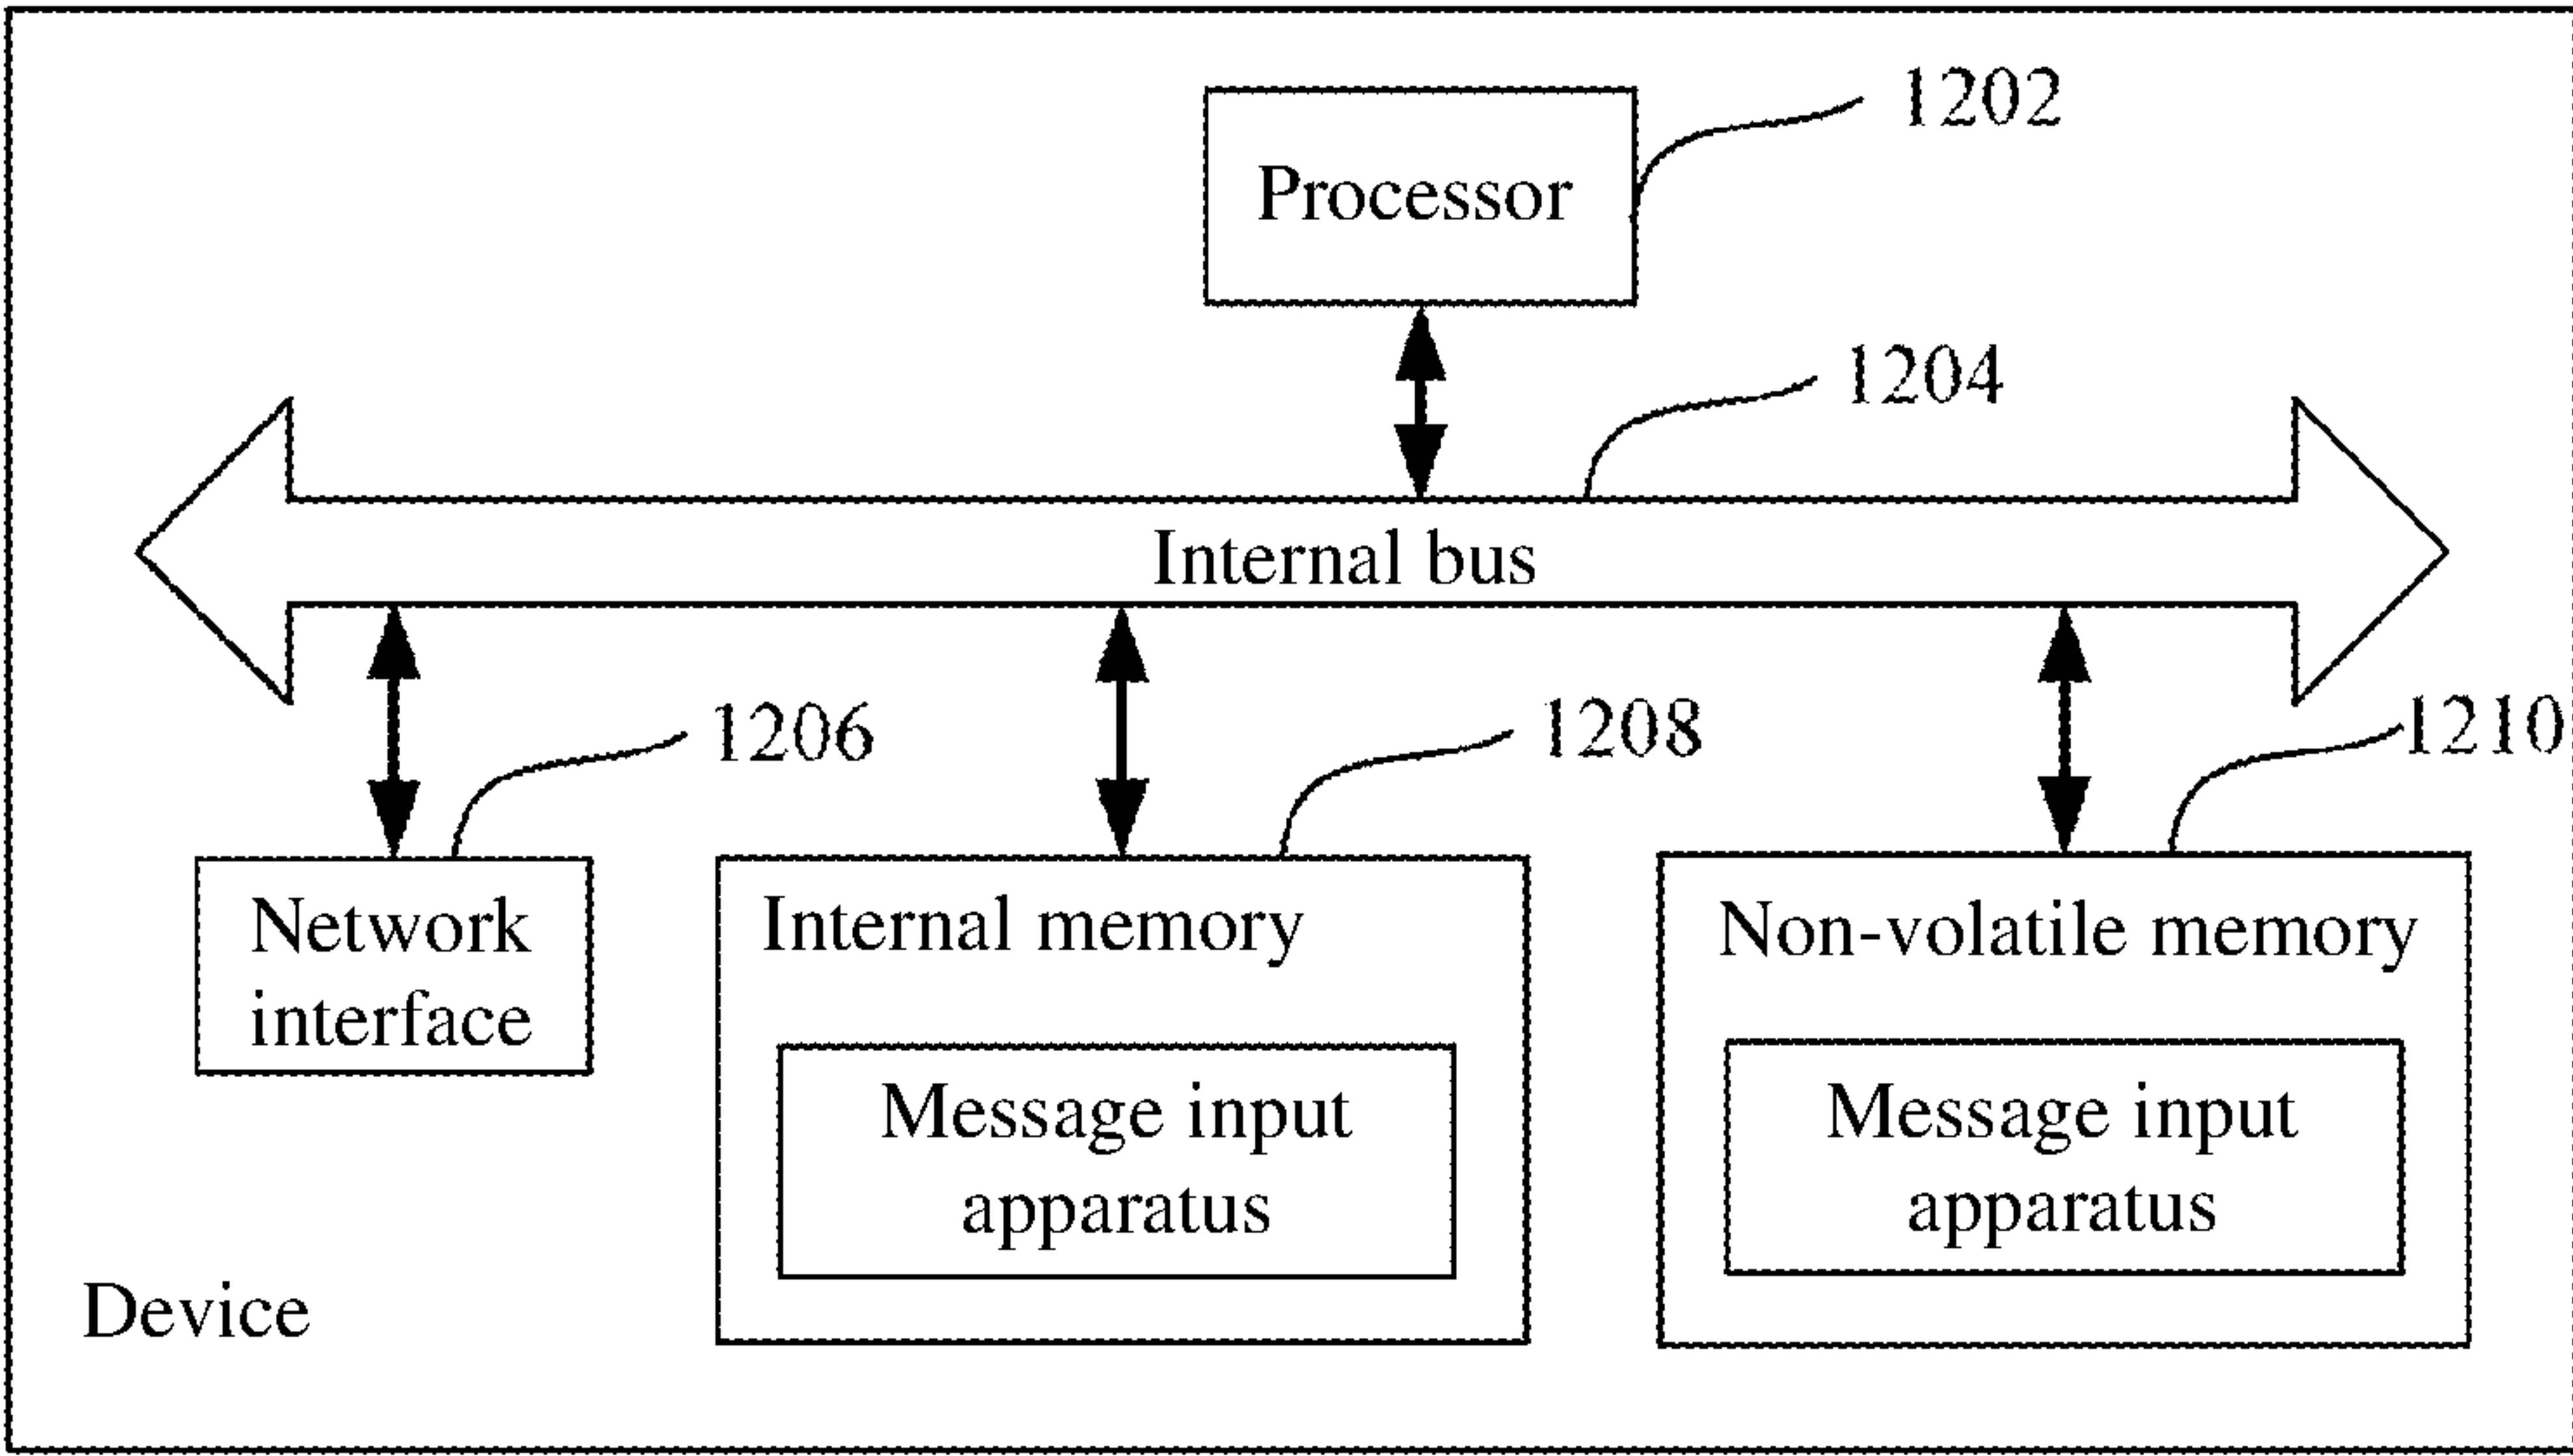 1202
Processor
1204
Internal bus
1206
1208
1210
Network
interface
Internal memory
Message input
apparatus
Non-volatile memory
Message input
apparatus
Device